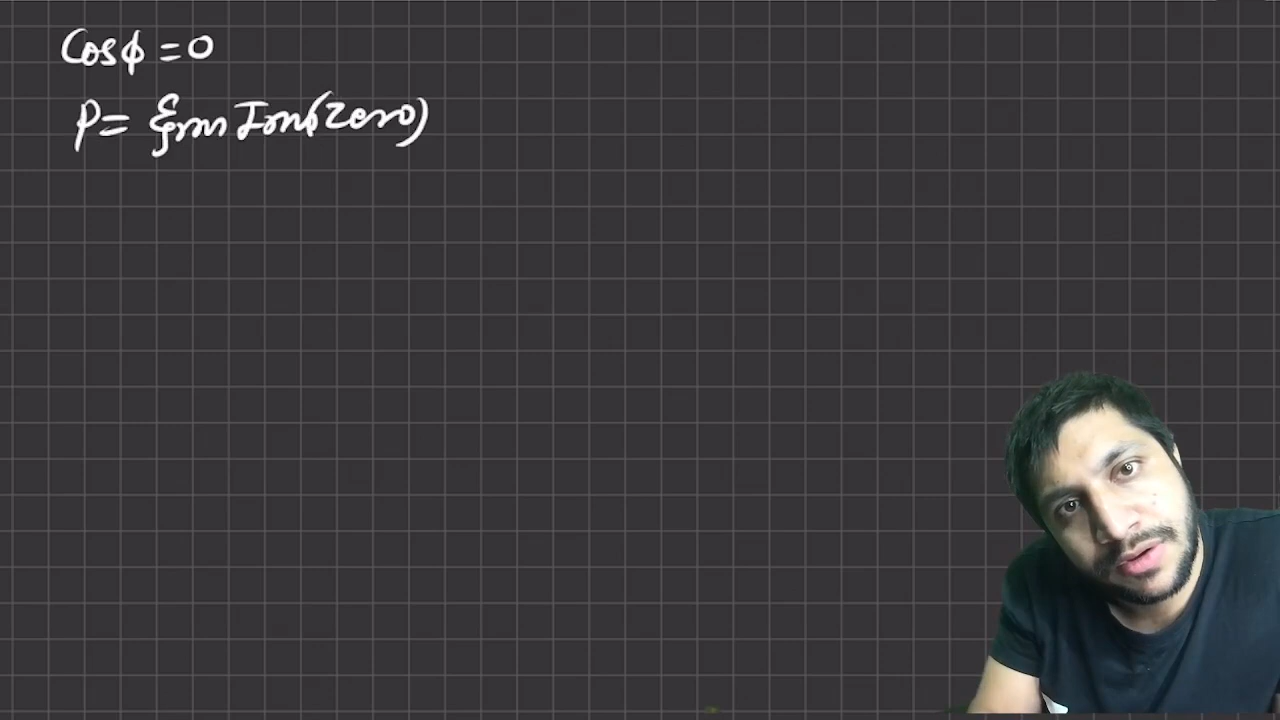 Cosφ = 0
P = ξrms Irms(zero)